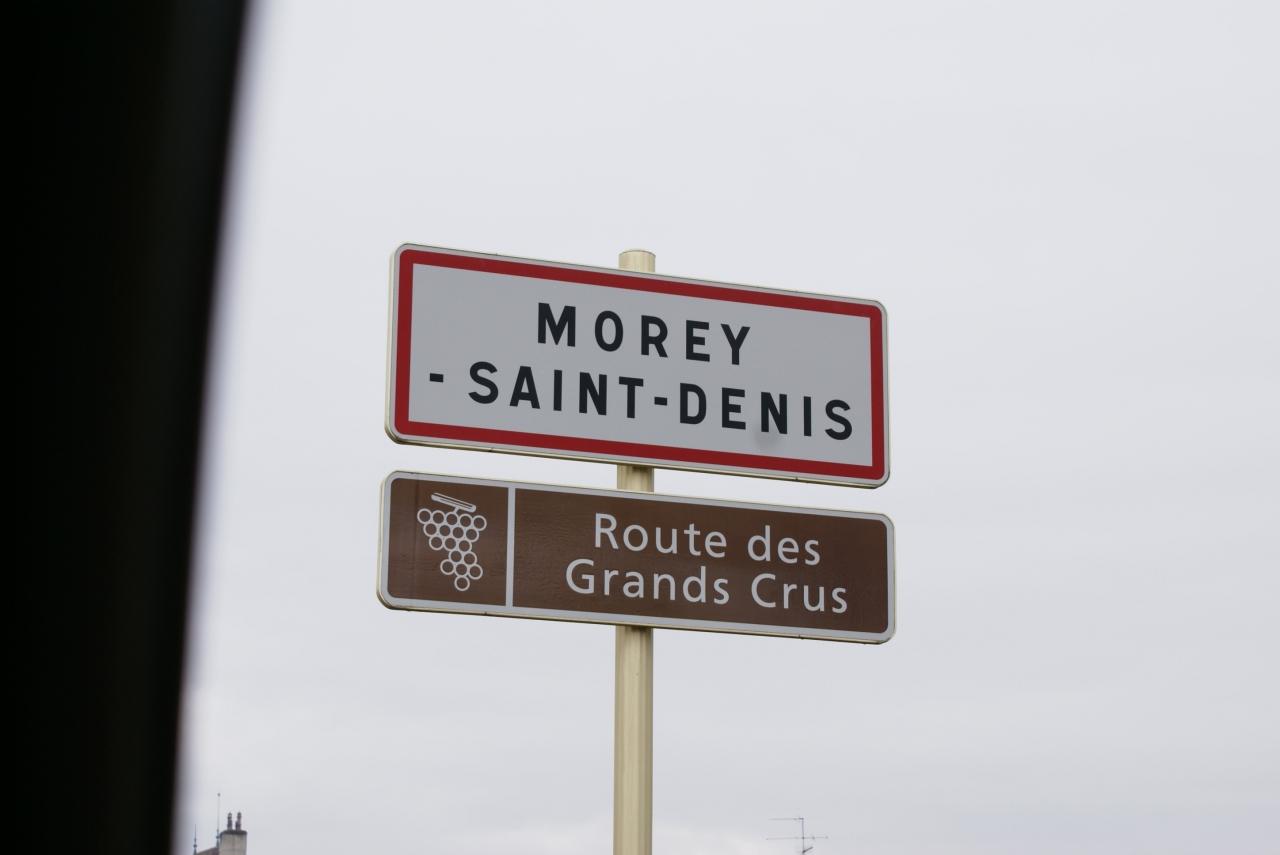 MOREY
-SAINT-DENIS
Route des
Grands Crus